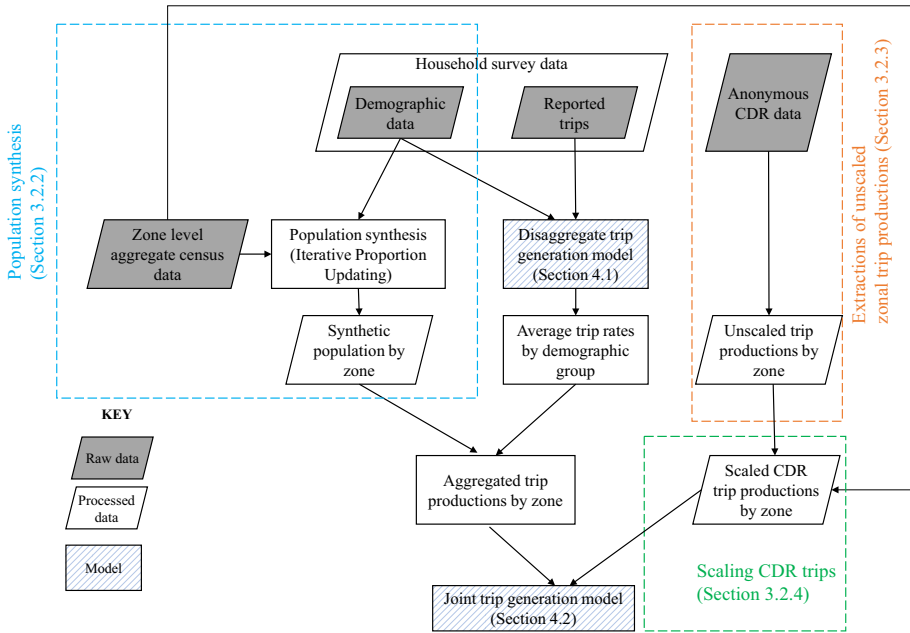 Household survey data
Demographic
data
Reported
trips
Anonymous
CDR data
Population synthesis
(Section 3.2.2)
Extractions of unscaled
zonal trip productions (Section 3.2.3)
Zone level
aggregate census
data
Population synthesis
(Iterative Proportion
Updating)
Disaggregate trip
generation model
(Section 4.1)
Synthetic
population by
zone
Average trip rates
by demographic
group
Unscaled trip
productions by
zone
KEY
Raw data
Processed
data
Model
Aggregated trip
productions by zone
Scaled CDR
trip productions
by zone
Joint trip generation model
(Section 4.2)
Scaling CDR trips
(Section 3.2.4)